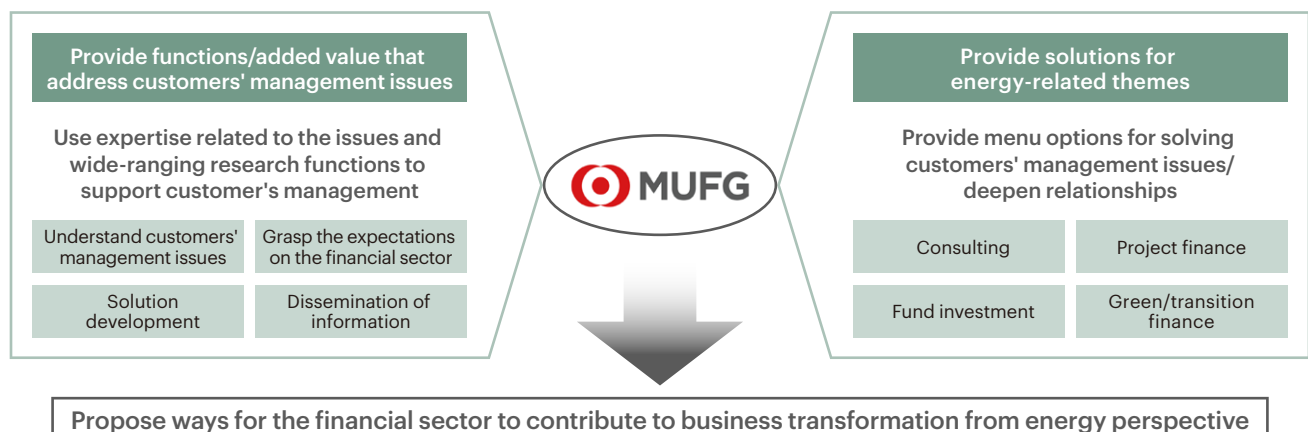 Provide functions/added value that
address customers' management issues
Use expertise related to the issues and
wide-ranging research functions to
support customer's management
Understand customers'
management issues
Grasp the expectations
on the financial sector
Solution
development
Dissemination of
information
MUFG
Provide solutions for
energy-related themes
Provide menu options for solving
customers' management issues/
deepen relationships
Consulting
Project finance
Fund investment
Green/transition
finance
Propose ways for the financial sector to contribute to business transformation from energy perspective